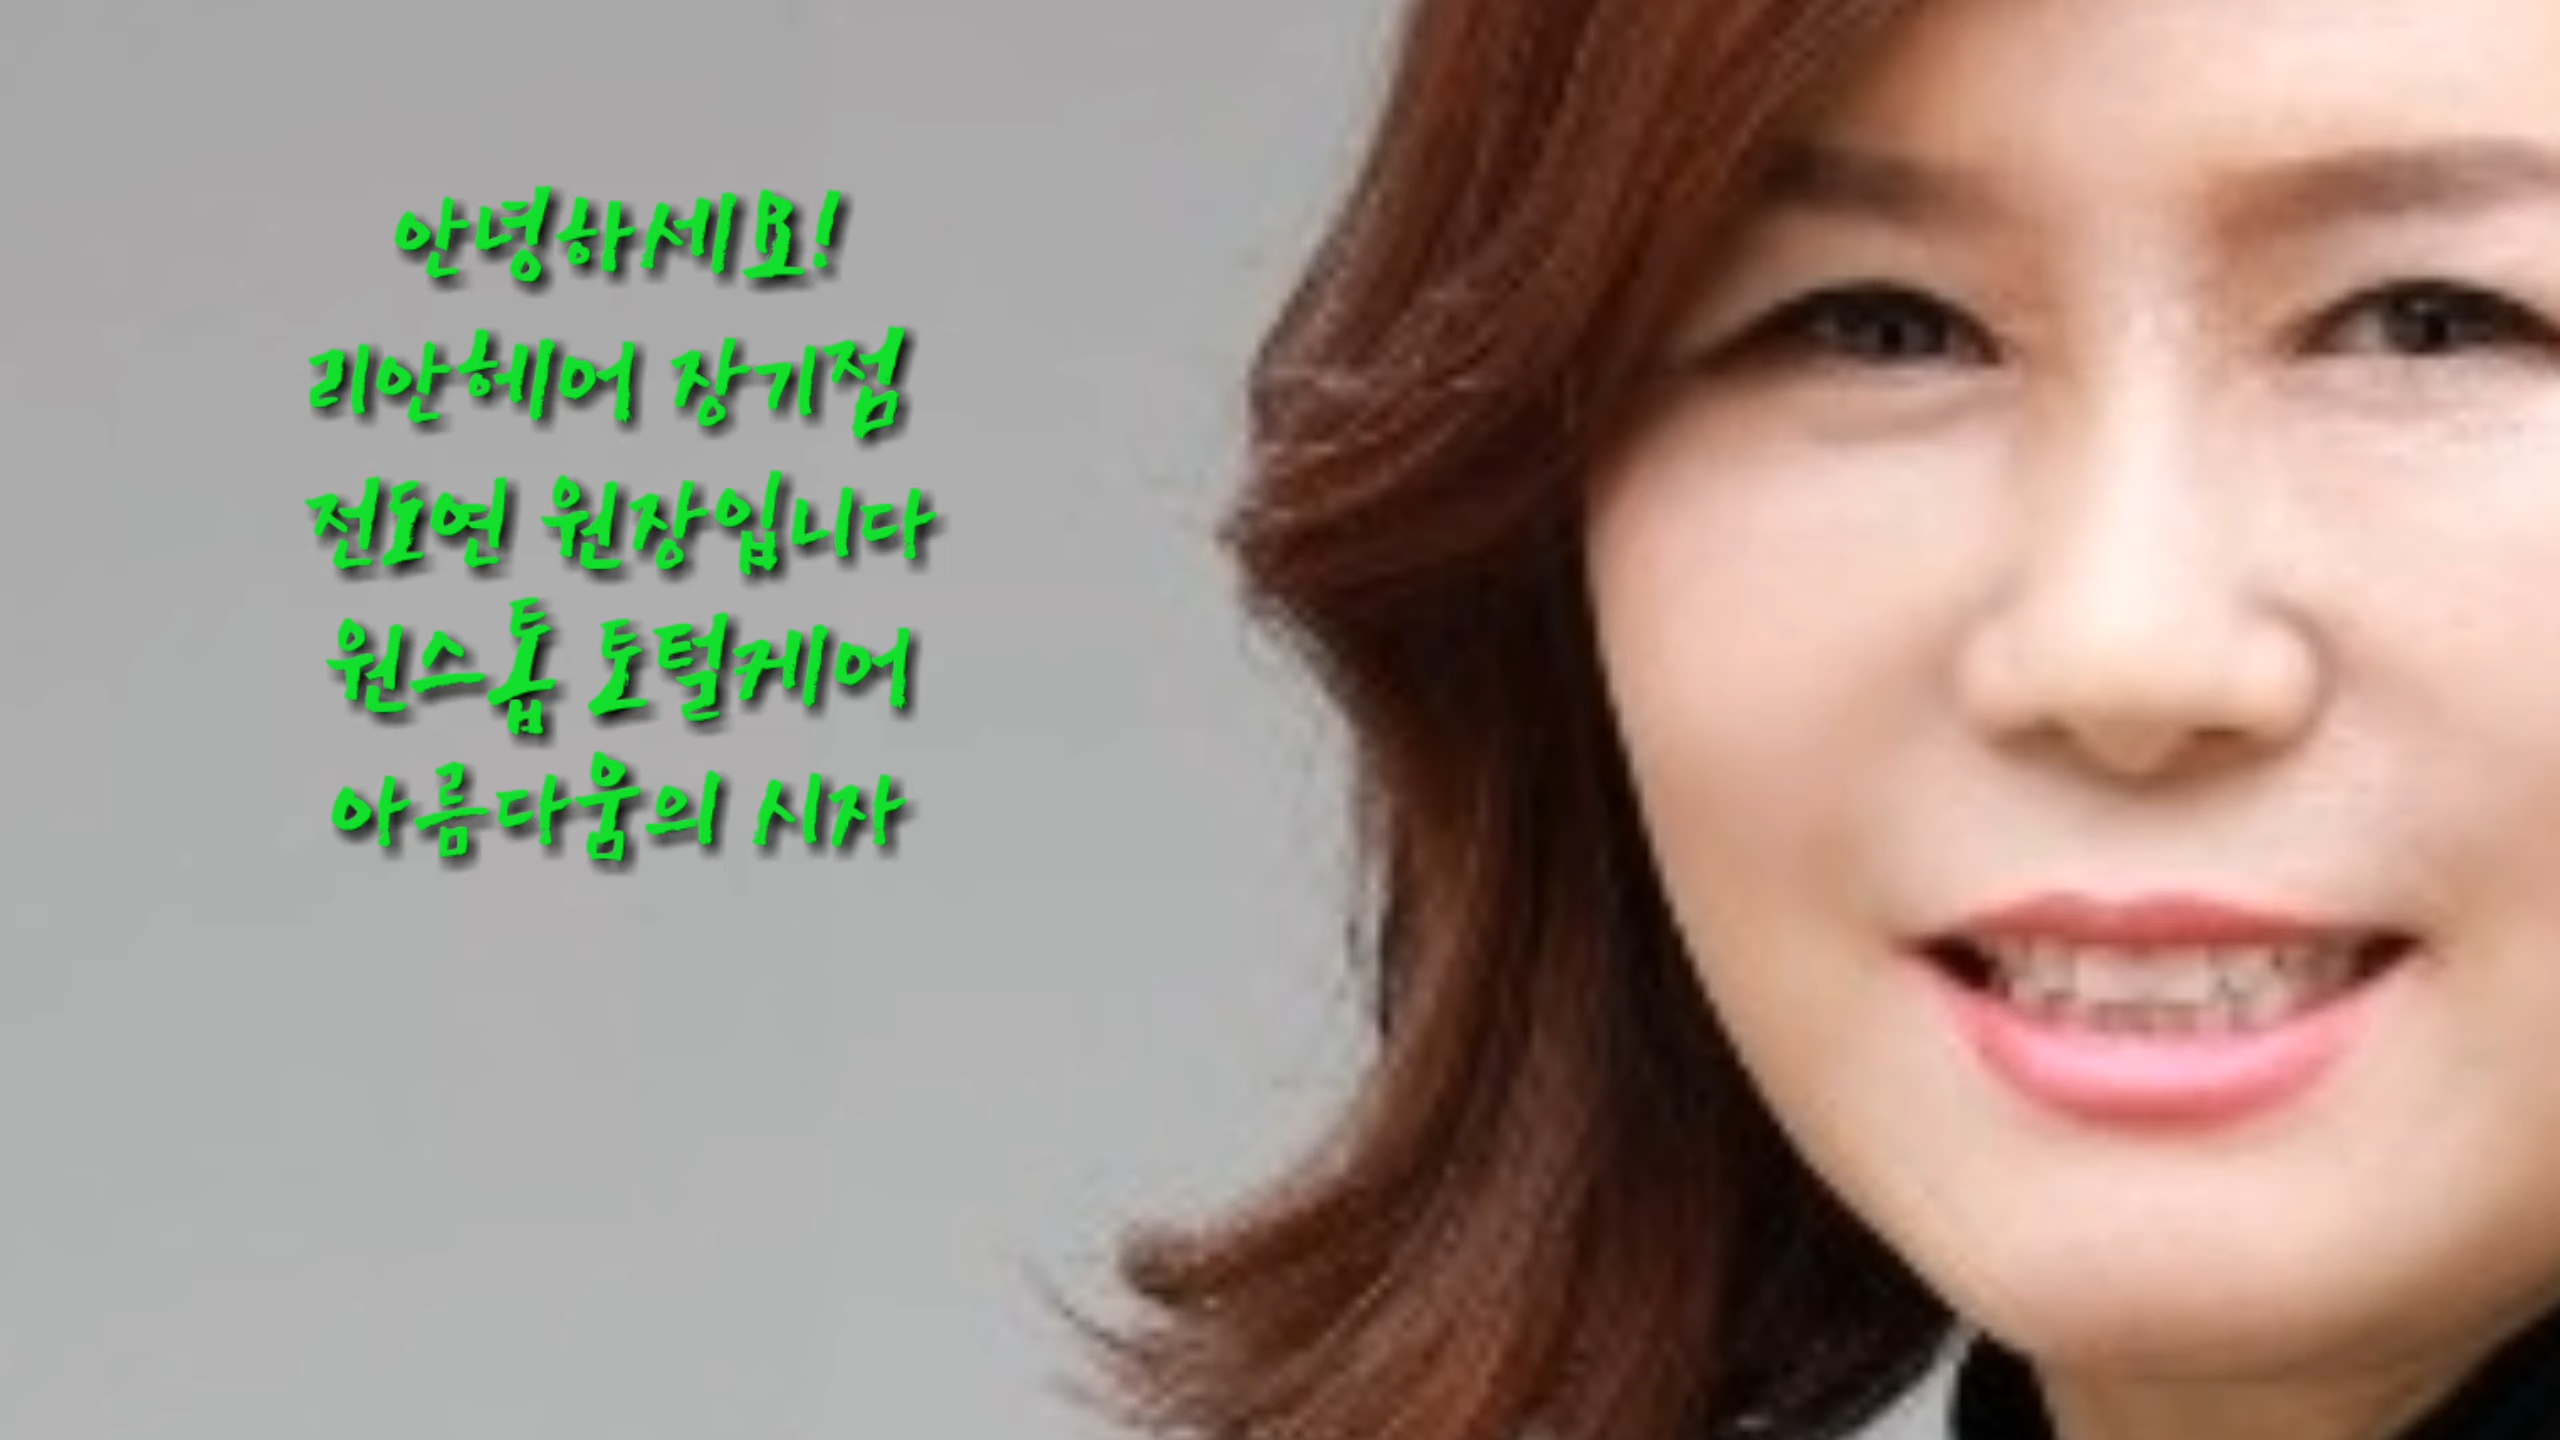 안녕하세요!
리안헤어 장기점
전도연 원장입니다
원스톱 토털케어
아름다움의 시자